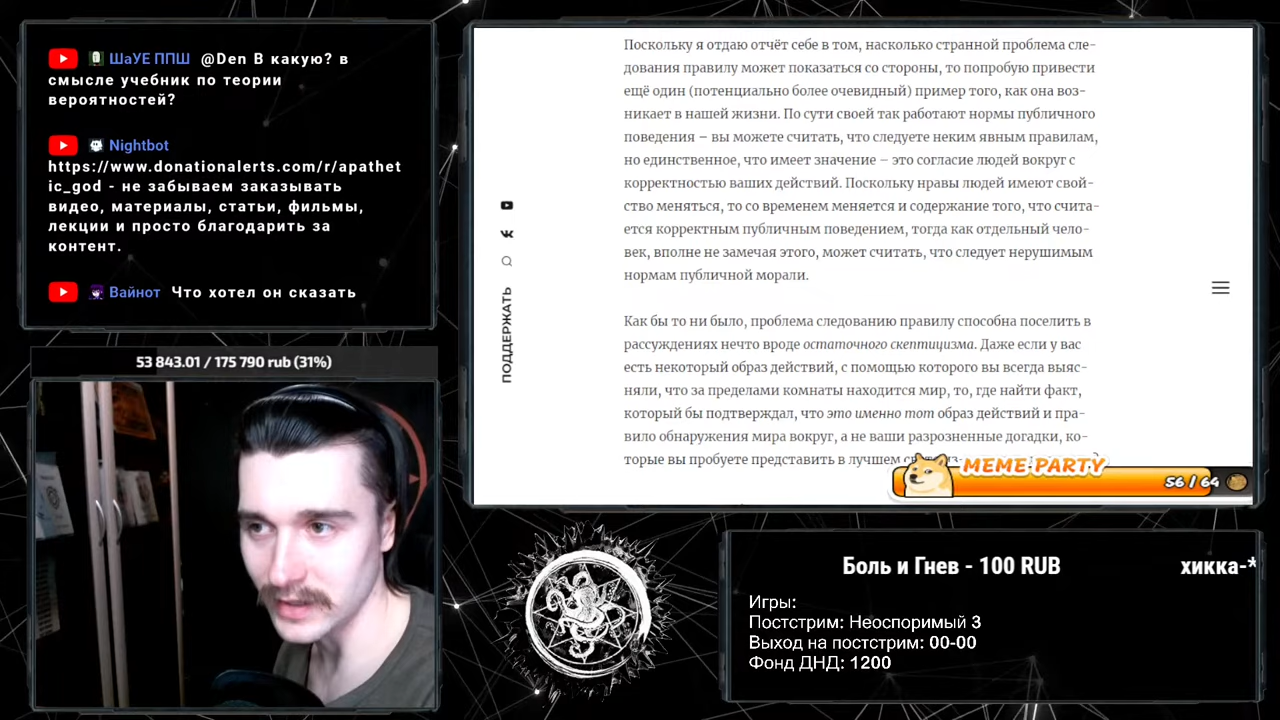 ШаУЕ ППШ @Den В какую? в
смысле учебник по теории
вероятностей?
Nightbot
https://www.donationalerts.com/r/apathet
ic_god - не забываем заказывать
видео, материалы, статьи, фильмы,
лекции и просто благодарить за
контент.
Вайнот Что хотел он сказать
53 843.01 / 175 790 rub (31%)
ПОДДЕРЖАТЬ
Поскольку я отдаю отчёт себе в том, насколько странной проблема сле-
дования правилу может показаться со стороны, то попробую привести
ещё один (потенциально более очевидный) пример того, как она воз-
никает в нашей жизни. По сути своей так работают нормы публичного
поведения – вы можете считать, что следуете неким явным правилам,
но единственное, что имеет значение – это согласие людей вокруг с
корректностью ваших действий. Поскольку нравы людей имеют свой-
ство меняться, то со временем меняется и содержание того, что счита-
ется корректным публичным поведением, тогда как отдельный чело-
век, вполне не замечая этого, может считать, что следует нерушимым
нормам публичной морали.
Как бы то ни было, проблема следованию правилу способна поселить в
рассуждениях нечто вроде остаточного скептицизма. Даже если у вас
есть некоторый образ действий, с помощью которого вы всегда выяс-
няли, что за пределами комнаты находится мир, то, где найти факт,
который бы подтверждал, что это именно тот образ действий и пра-
вило обнаружения мира вокруг, а не ваши разрозненные догадки, ко-
торые вы пробуете представить в лучшем
MEME PARTY
56 / 64
Боль и Гнев - 100 RUB хикка-*
Игры:
Постстрим: Неоспоримый 3
Выход на постстрим: 00-00
Фонд ДНД: 1200